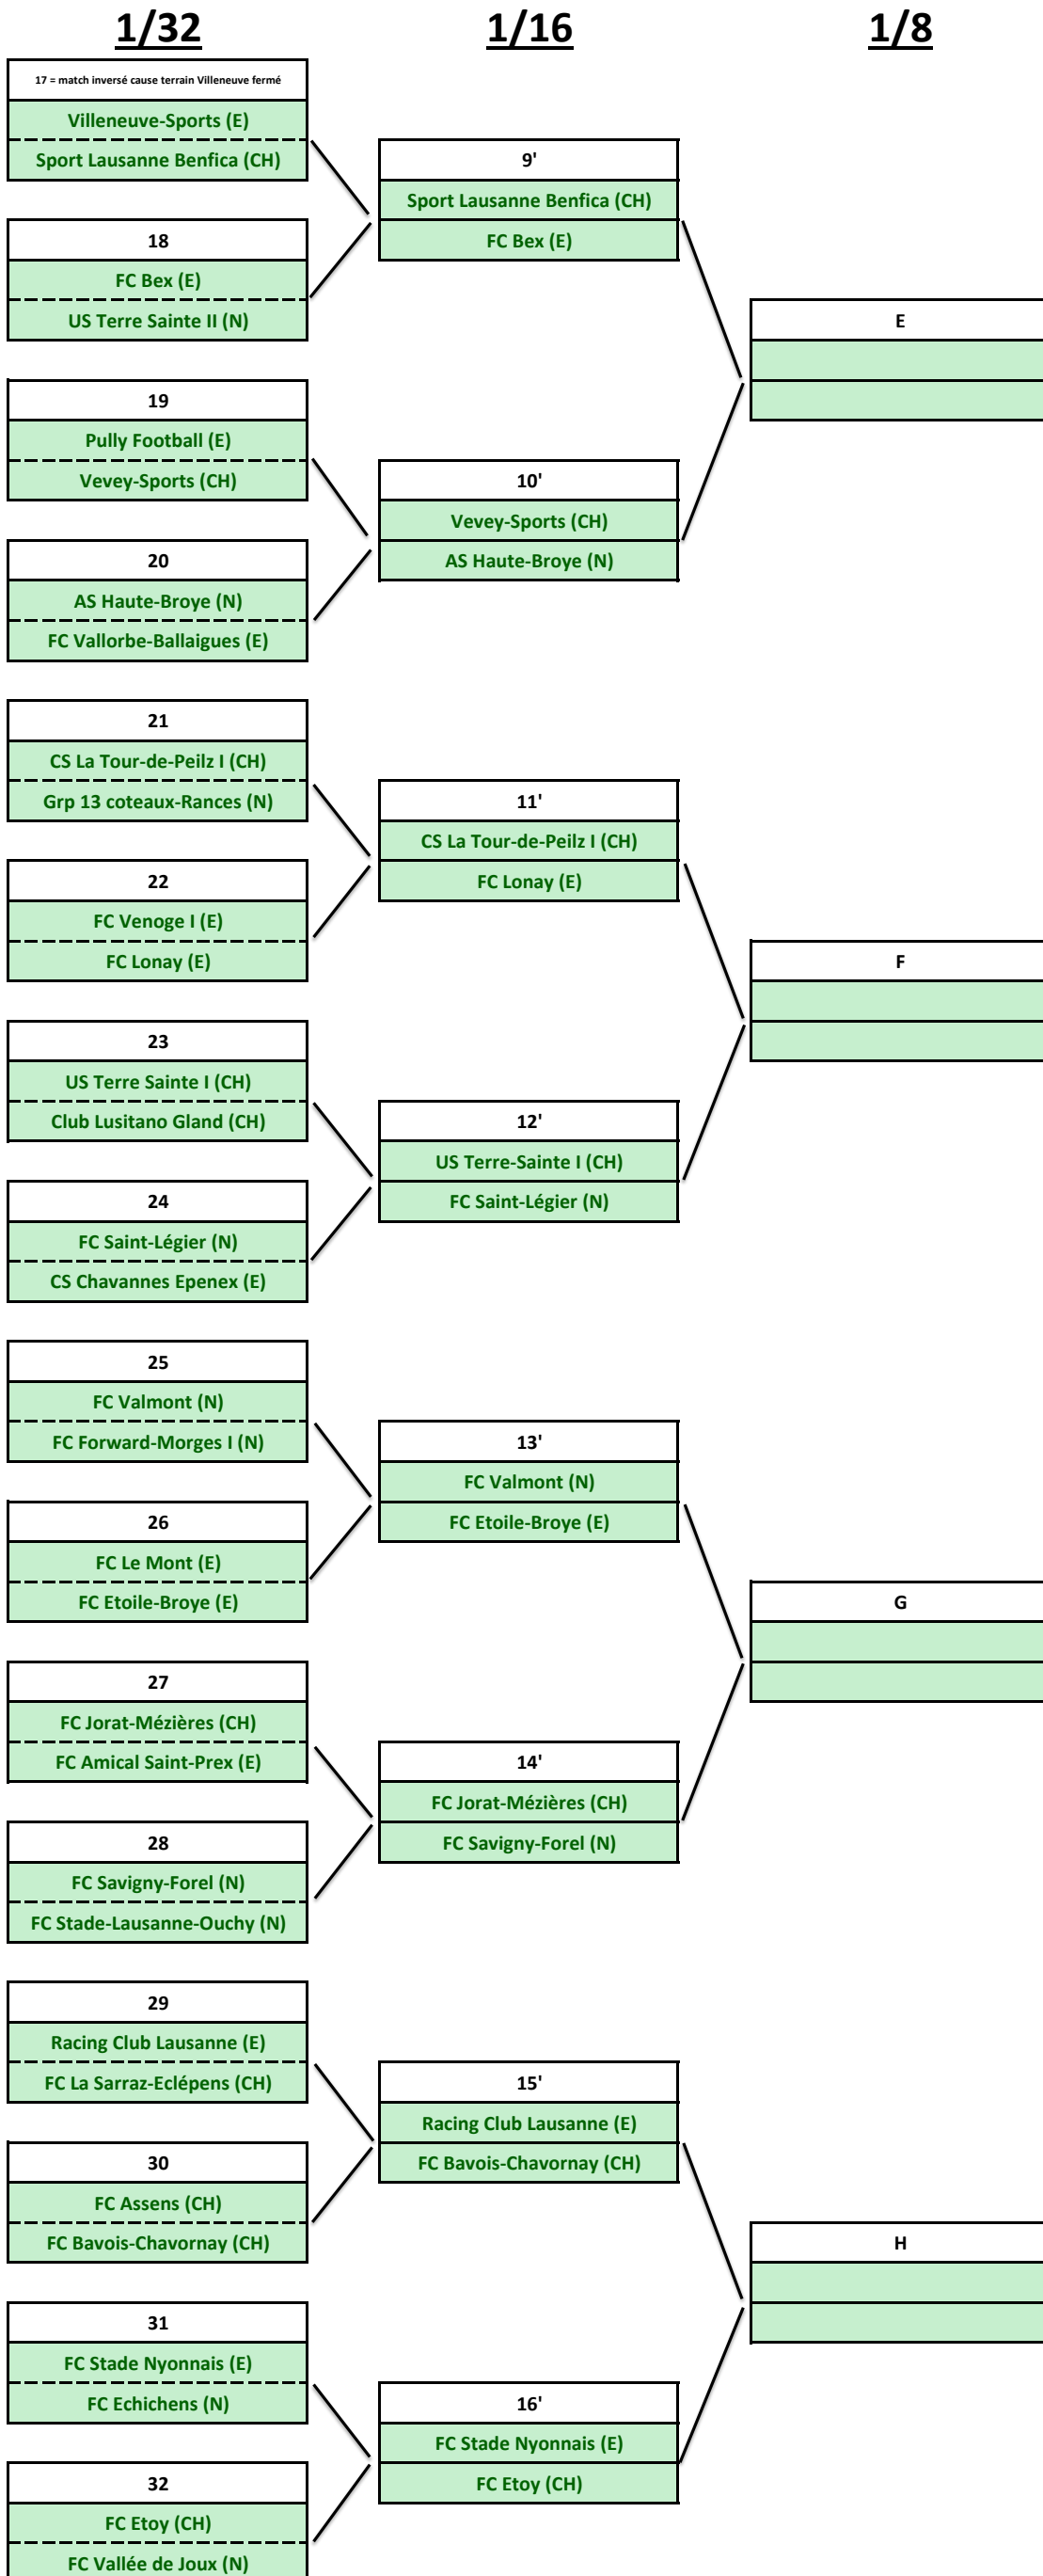 1/32
1/16
1/8
17 = match inversé cause terrain Villeneuve fermé
Villeneuve-Sports (E)
Sport Lausanne Benfica (CH)
18
FC Bex (E)
US Terre Sainte II (N)
19
Pully Football (E)
Vevey-Sports (CH)
20
AS Haute-Broye (N)
FC Vallorbe-Ballaigues (E)
21
CS La Tour-de-Peilz I (CH)
Grp 13 coteaux-Rances (N)
22
FC Venoge I (E)
FC Lonay (E)
23
US Terre Sainte I (CH)
Club Lusitano Gland (CH)
24
FC Saint-Légier (N)
CS Chavannes Epenex (E)
25
FC Valmont (N)
FC Forward-Morges I (N)
26
FC Le Mont (E)
FC Etoile-Broye (E)
27
FC Jorat-Mézières (CH)
FC Amical Saint-Prex (E)
28
FC Savigny-Forel (N)
FC Stade-Lausanne-Ouchy (N)
29
Racing Club Lausanne (E)
FC La Sarraz-Eclépens (CH)
30
FC Assens (CH)
FC Bavois-Chavornay (CH)
31
FC Stade Nyonnais (E)
FC Echichens (N)
32
FC Etoy (CH)
FC Vallée de Joux (N)
9'
Sport Lausanne Benfica (CH)
FC Bex (E)
10'
Vevey-Sports (CH)
AS Haute-Broye (N)
11'
CS La Tour-de-Peilz I (CH)
FC Lonay (E)
12'
US Terre-Sainte I (CH)
FC Saint-Légier (N)
13'
FC Valmont (N)
FC Etoile-Broye (E)
14'
FC Jorat-Mézières (CH)
FC Savigny-Forel (N)
15'
Racing Club Lausanne (E)
FC Bavois-Chavornay (CH)
16'
FC Stade Nyonnais (E)
FC Etoy (CH)
E
F
G
H